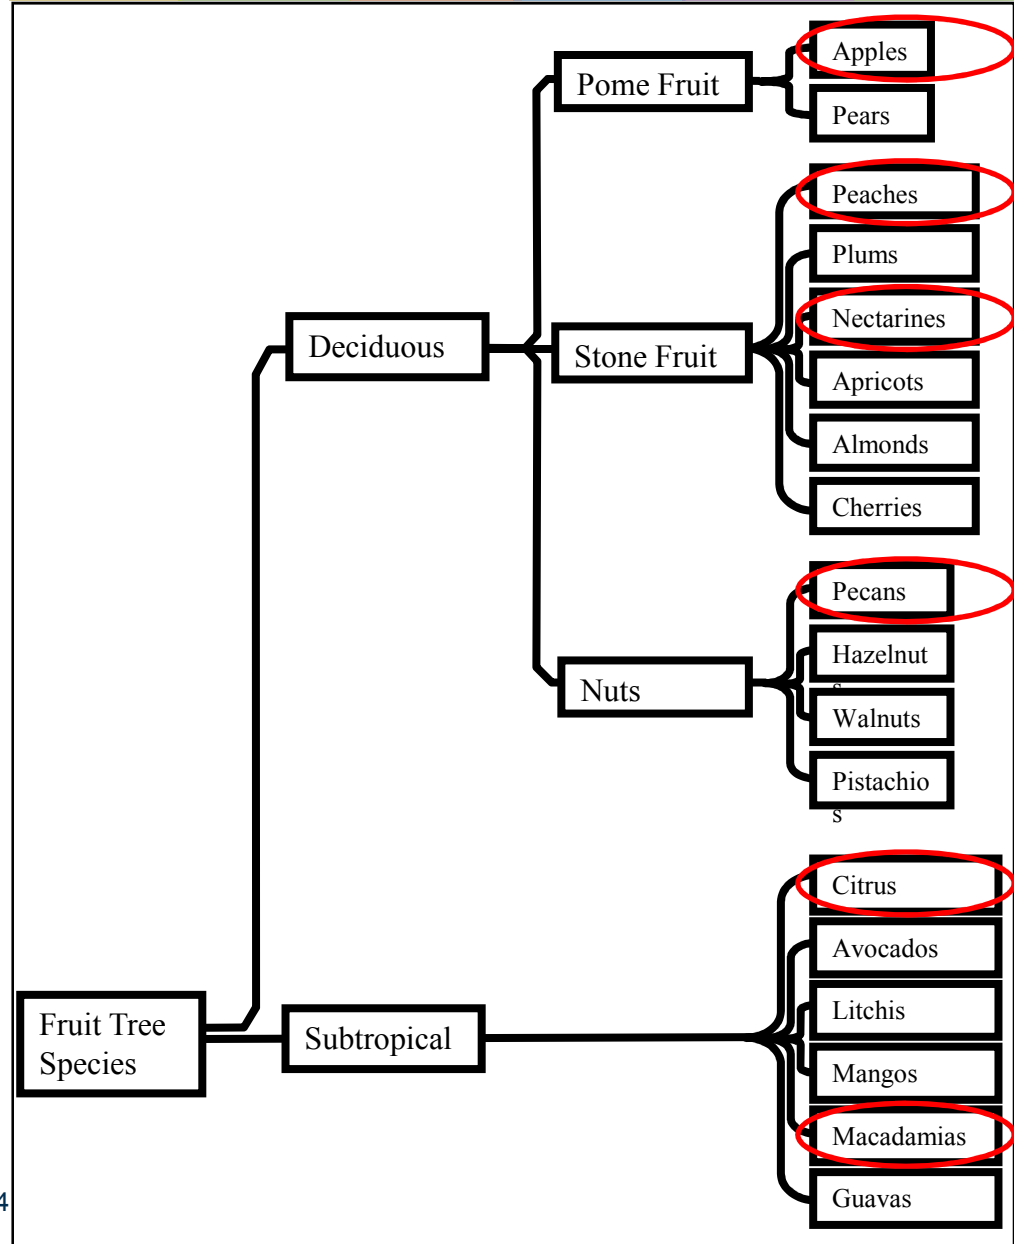 Apples
Pome Fruit
Pears
Peaches
Plums
Nectarines
Deciduous
Stone Fruit
Apricots
Almonds
Cherries
Pecans
Hazelnut
s
Nuts
Walnuts
Pistachio
s
Citrus
Avocados
Litchis
Fruit Tree
Species
Subtropical
Mangos
Macadamias
Guavas
4